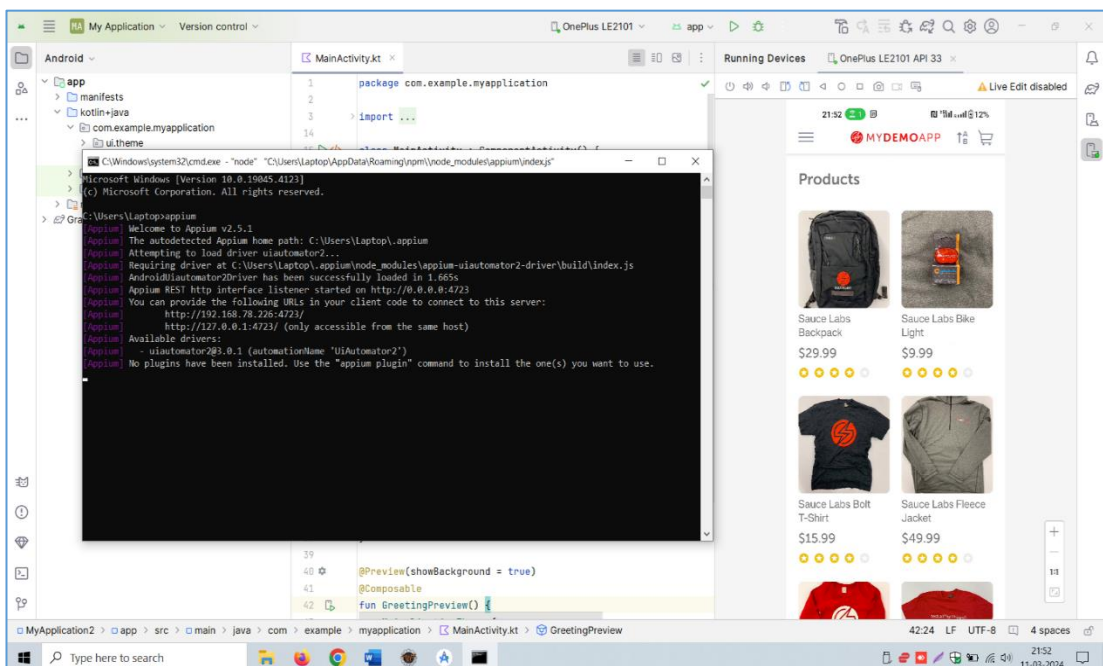 MA My Application Version control OnePlus LE2101 app
Android
MainActivity.kt
Running Devices OnePlus LE2101 API 33
app
manifests
kotlin+java
com.example.myapplication
ui.theme
Gra
1 package com.example.myapplication
2
3 import ...
14
Live Edit disabled
C:\Windows\system32\cmd.exe - "node" "C:\Users\Laptop\AppData\Roaming\npm\\node_modules\appium\index.js"
Microsoft Windows [Version 10.0.19045.4123]
(c) Microsoft Corporation. All rights reserved.
C:\Users\Laptop>appium
[Appium] Welcome to Appium v2.5.1
[Appium] The autodetected Appium home path: C:\Users\Laptop\.appium
[Appium] Attempting to load driver uiautomator2...
[Appium] Requiring driver at C:\Users\Laptop\.appium\node_modules\appium-uiautomator2-driver\build\index.js
[Appium] AndroidUiautomator2Driver has been successfully loaded in 1.665s
[Appium] Appium REST http interface listener started on http://0.0.0.0:4723
[Appium] You can provide the following URLs in your client code to connect to this server:
[Appium] http://192.168.78.226:4723/
[Appium] http://127.0.0.1:4723/ (only accessible from the same host)
[Appium] Available drivers:
[Appium] - uiautomator2@3.0.1 (automationName 'UiAutomator2')
[Appium] No plugins have been installed. Use the "appium plugin" command to install the one(s) you want to use.
39
40 @Preview(showBackground = true)
41 @Composable
42 fun GreetingPreview() {
21:52 12%
MYDEMOAPP
Products
Sauce Labs Backpack
$29.99
Sauce Labs Bike Light
$9.99
Sauce Labs Bolt T-Shirt
$15.99
Sauce Labs Fleece Jacket
$49.99
1:1
MyApplication2 > app > src > main > java > com > example > myapplication > MainActivity.kt > GreetingPreview
42:24 LF UTF-8 4 spaces
Type here to search
21:52
11-03-2024